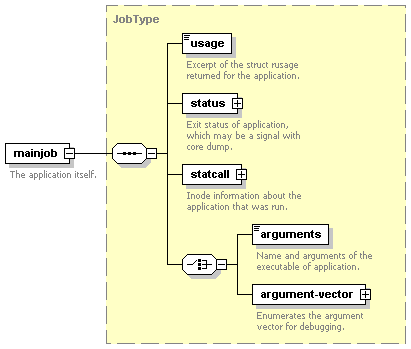 JobType
usage
Excerpt of the struct rusage
returned for the application.
status
Exit status of application,
which may be a signal with
core dump.
mainjob
The application itself.
statcall
Inode information about the
application that was run.
arguments
Name and arguments of the
executable of application.
argument-vector
Enumerates the argument
vector for debugging.